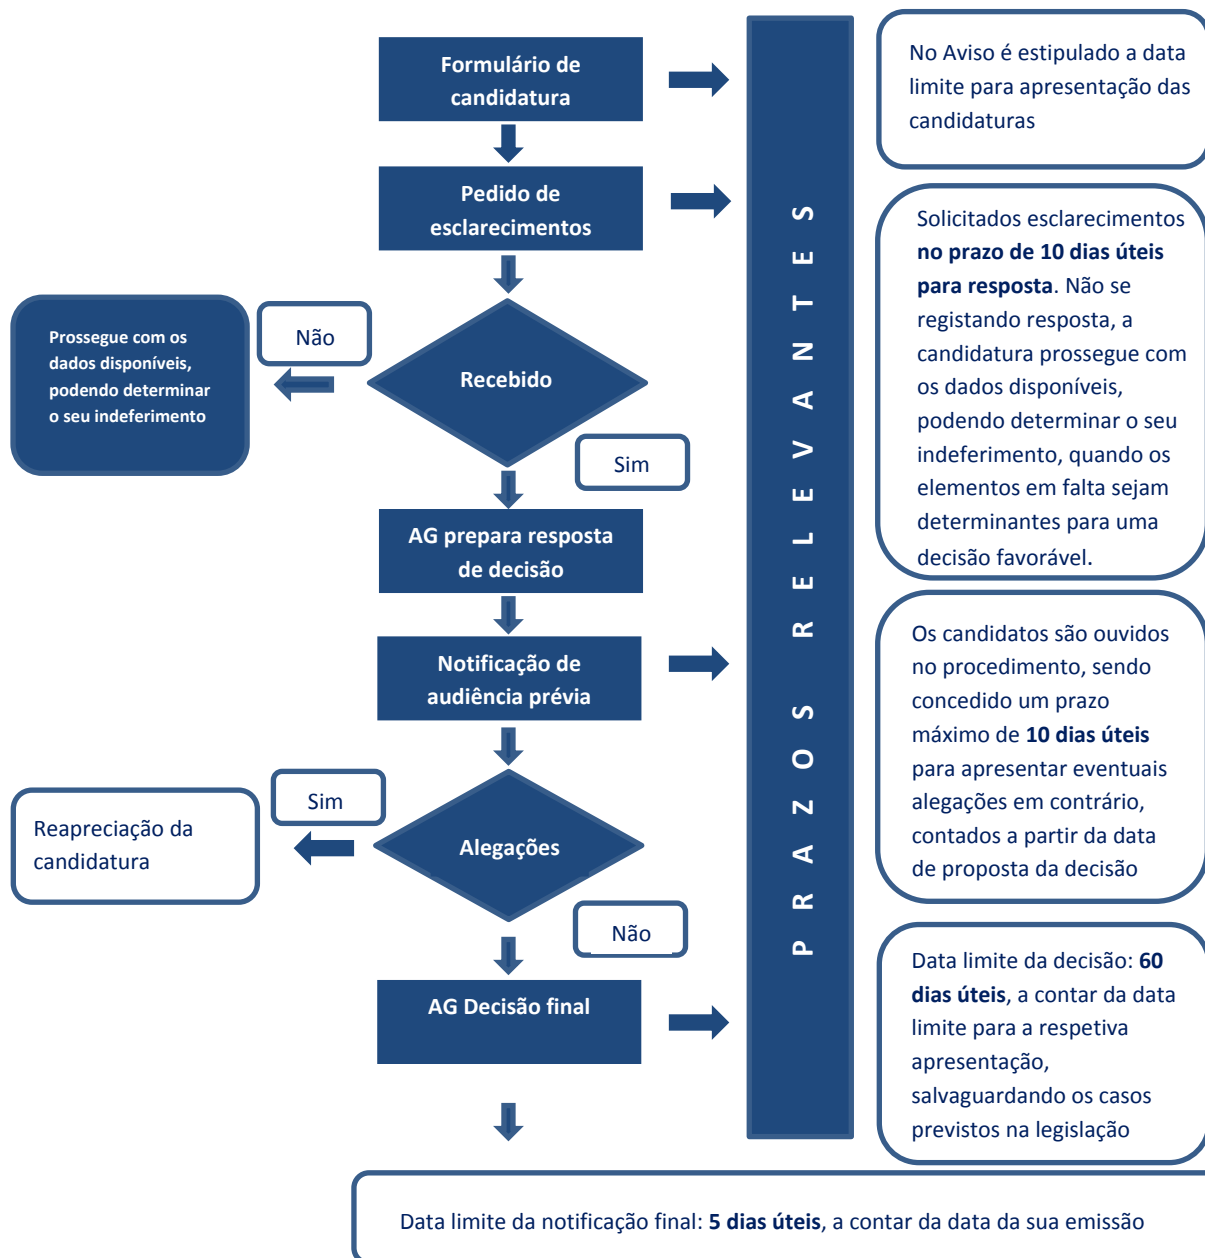 Formulário de
candidatura
No Aviso é estipulado a data
limite para apresentação das
candidaturas
Pedido de
esclarecimentos
Solicitados esclarecimentos
no prazo de 10 dias úteis
para resposta. Não se
registando resposta, a
candidatura prossegue com
os dados disponíveis,
podendo determinar o seu
indeferimento, quando os
elementos em falta sejam
determinantes para uma
decisão favorável.
Recebido
Não
Prossegue com os
dados disponíveis,
podendo determinar
o seu indeferimento
Sim
AG prepara resposta
de decisão
Notificação de
audiência prévia
Os candidatos são ouvidos
no procedimento, sendo
concedido um prazo
máximo de 10 dias úteis
para apresentar eventuais
alegações em contrário,
contados a partir da data
de proposta da decisão
Alegações
Sim
Reapreciação da
candidatura
Não
AG Decisão final
Data limite da decisão: 60
dias úteis, a contar da data
limite para a respetiva
apresentação,
salvaguardando os casos
previstos na legislação
PRAZOS RELEVANTES
Data limite da notificação final: 5 dias úteis, a contar da data da sua emissão